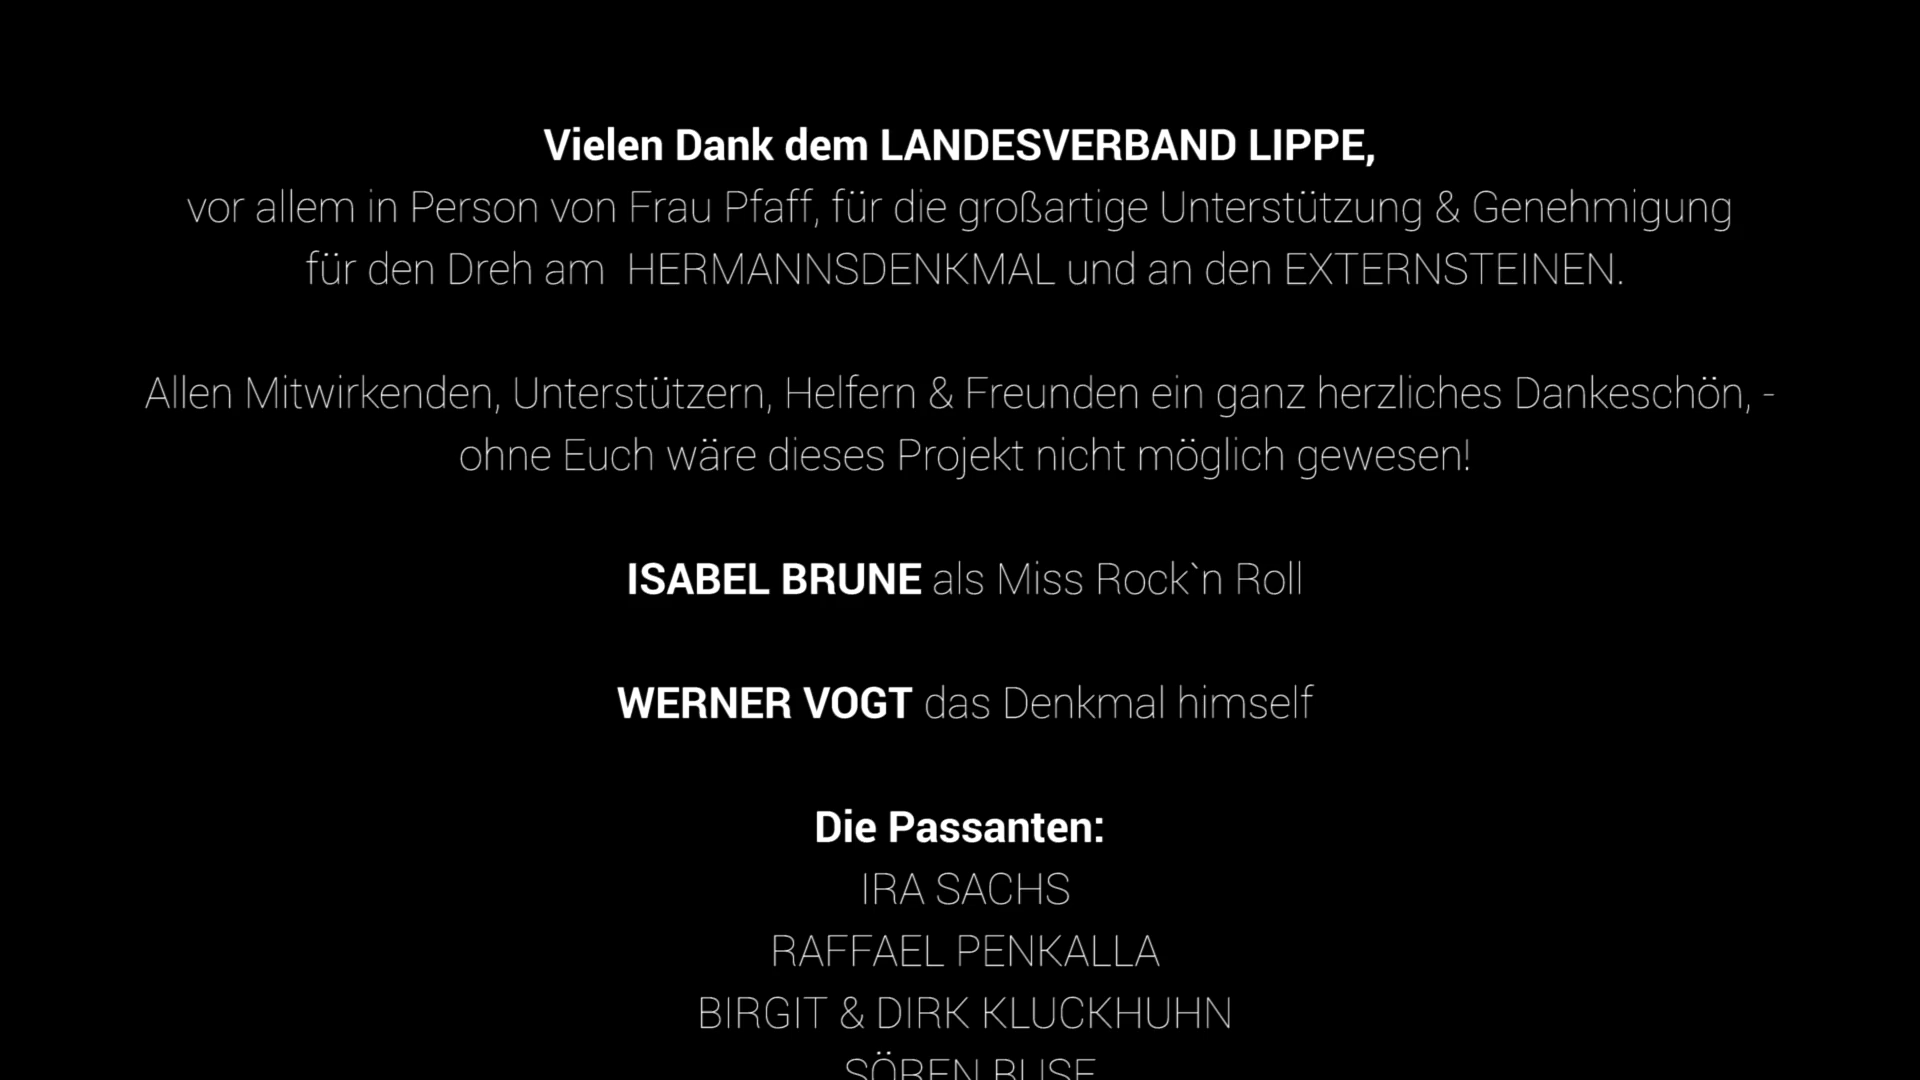 Vielen Dank dem LANDESVERBAND LIPPE,
vor allem in Person von Frau Pfaff, für die großartige Unterstützung & Genehmigung
für den Dreh am HERMANNSDENKMAL und an den EXTERNSTEINEN.
Allen Mitwirkenden, Unterstützern, Helfern & Freunden ein ganz herzliches Dankeschön, -
ohne Euch wäre dieses Projekt nicht möglich gewesen!
ISABEL BRUNE als Miss Rock`n Roll
WERNER VOGT das Denkmal himself
Die Passanten:
IRA SACHS
RAFFAEL PENKALLA
BIRGIT & DIRK KLUCKHUHN
SÖREN BUSE